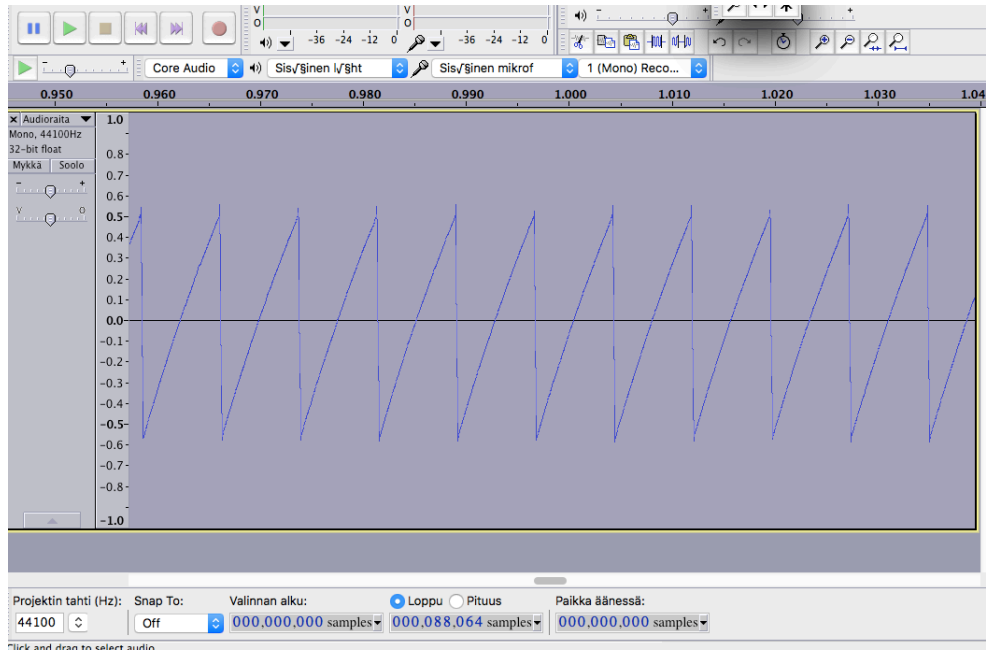 V V
O O
-36 -24 -12 0 -36 -24 -12 0
Core Audio Sis√§inen l√§ht Sis√§inen mikrof 1 (Mono) Reco...
0.950 0.960 0.970 0.980 0.990 1.000 1.010 1.020 1.030 1.04
Audioraita 1.0
Mono, 44100Hz
32-bit float
Mykkä Soolo
V O
0.8
0.7
0.6
0.5
0.4
0.3
0.2
0.1
0.0
-0.1
-0.2
-0.3
-0.4
-0.5
-0.6
-0.7
-0.8
-1.0
Projektin tahti (Hz): Snap To: Valinnan alku: Loppu Pituus Paikka äänessä:
44100 Off 000,000,000 samples 000,088,064 samples 000,000,000 samples
Click and drag to select audio